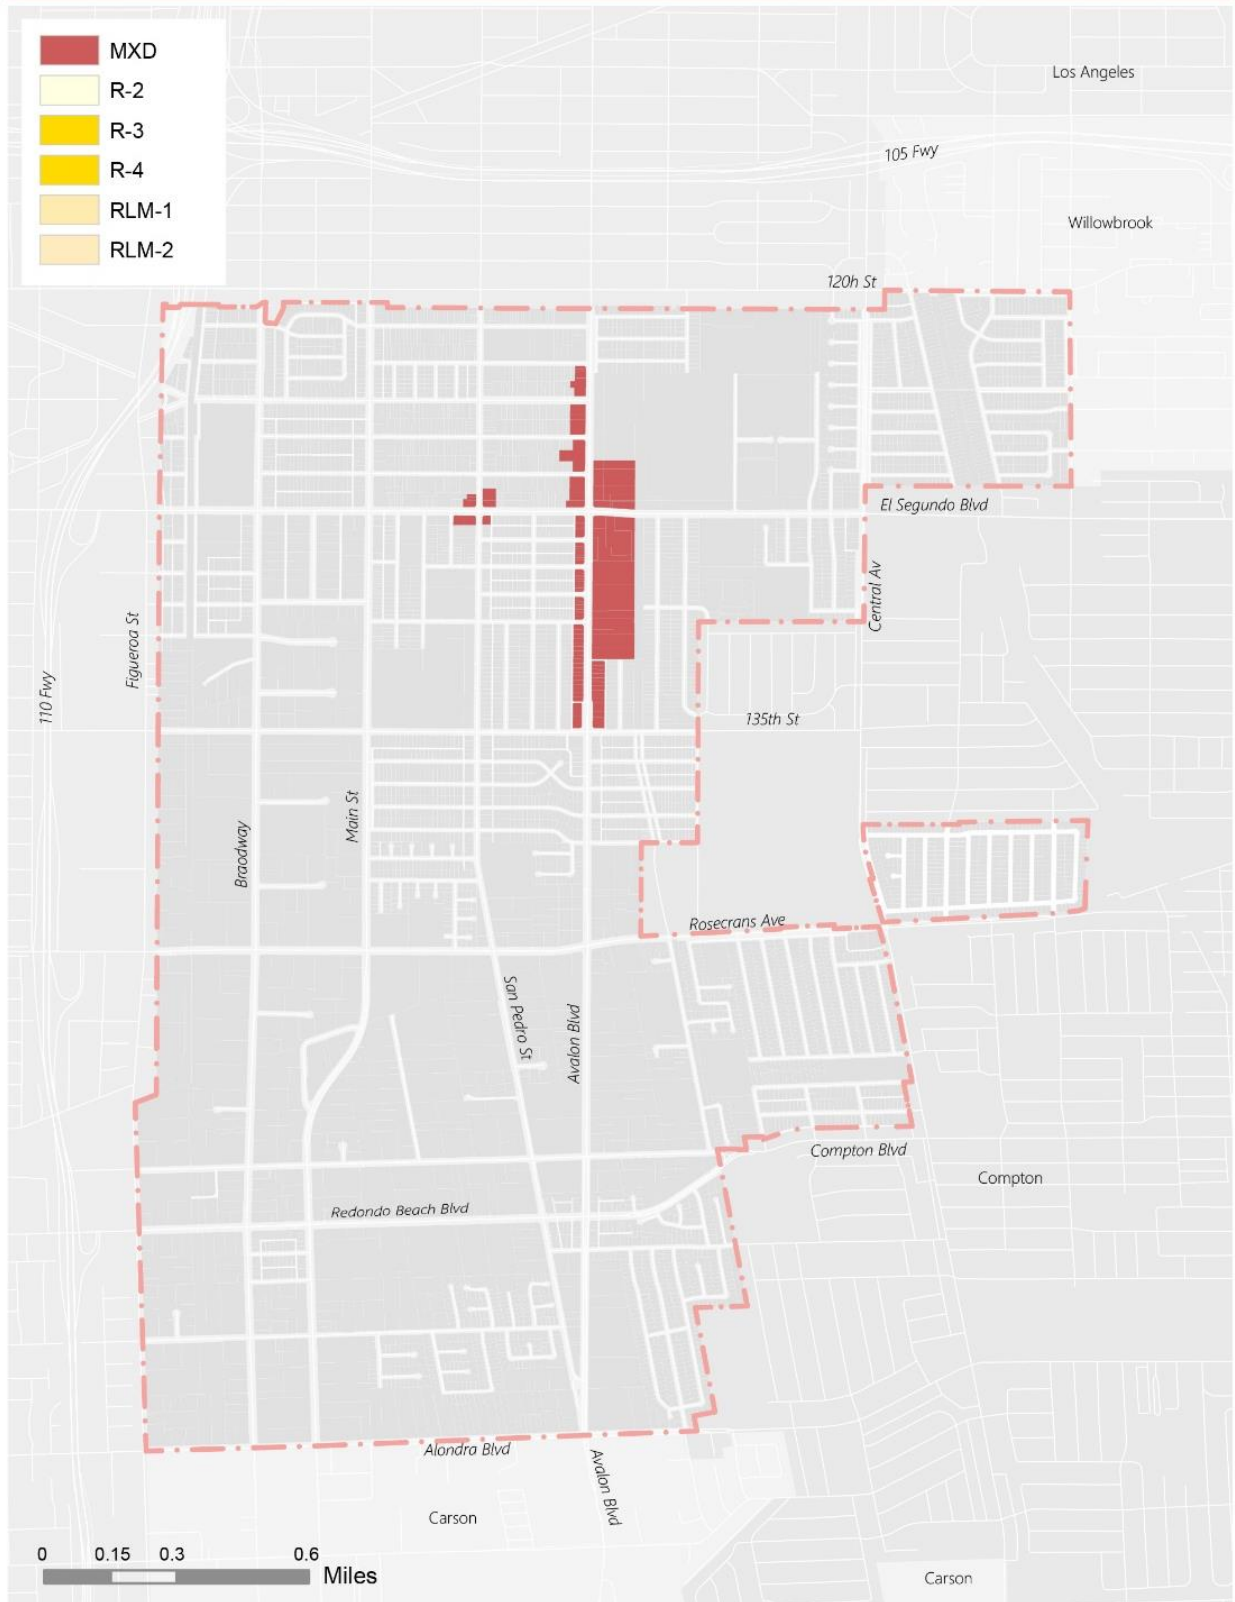 MXD
R-2
R-3
R-4
RLM-1
RLM-2
Los Angeles
105 Fwy
Willowbrook
120h St
El Segundo Blvd
Central Av
Figueroa St
110 Fwy
135th St
Main St
Braodway
Rosecrans Ave
San Pedro St
Avalon Blvd
Compton Blvd
Compton
Redondo Beach Blvd
Alondra Blvd
Avalon Blvd
Carson
0 0.15 0.3 0.6
Miles
Carson